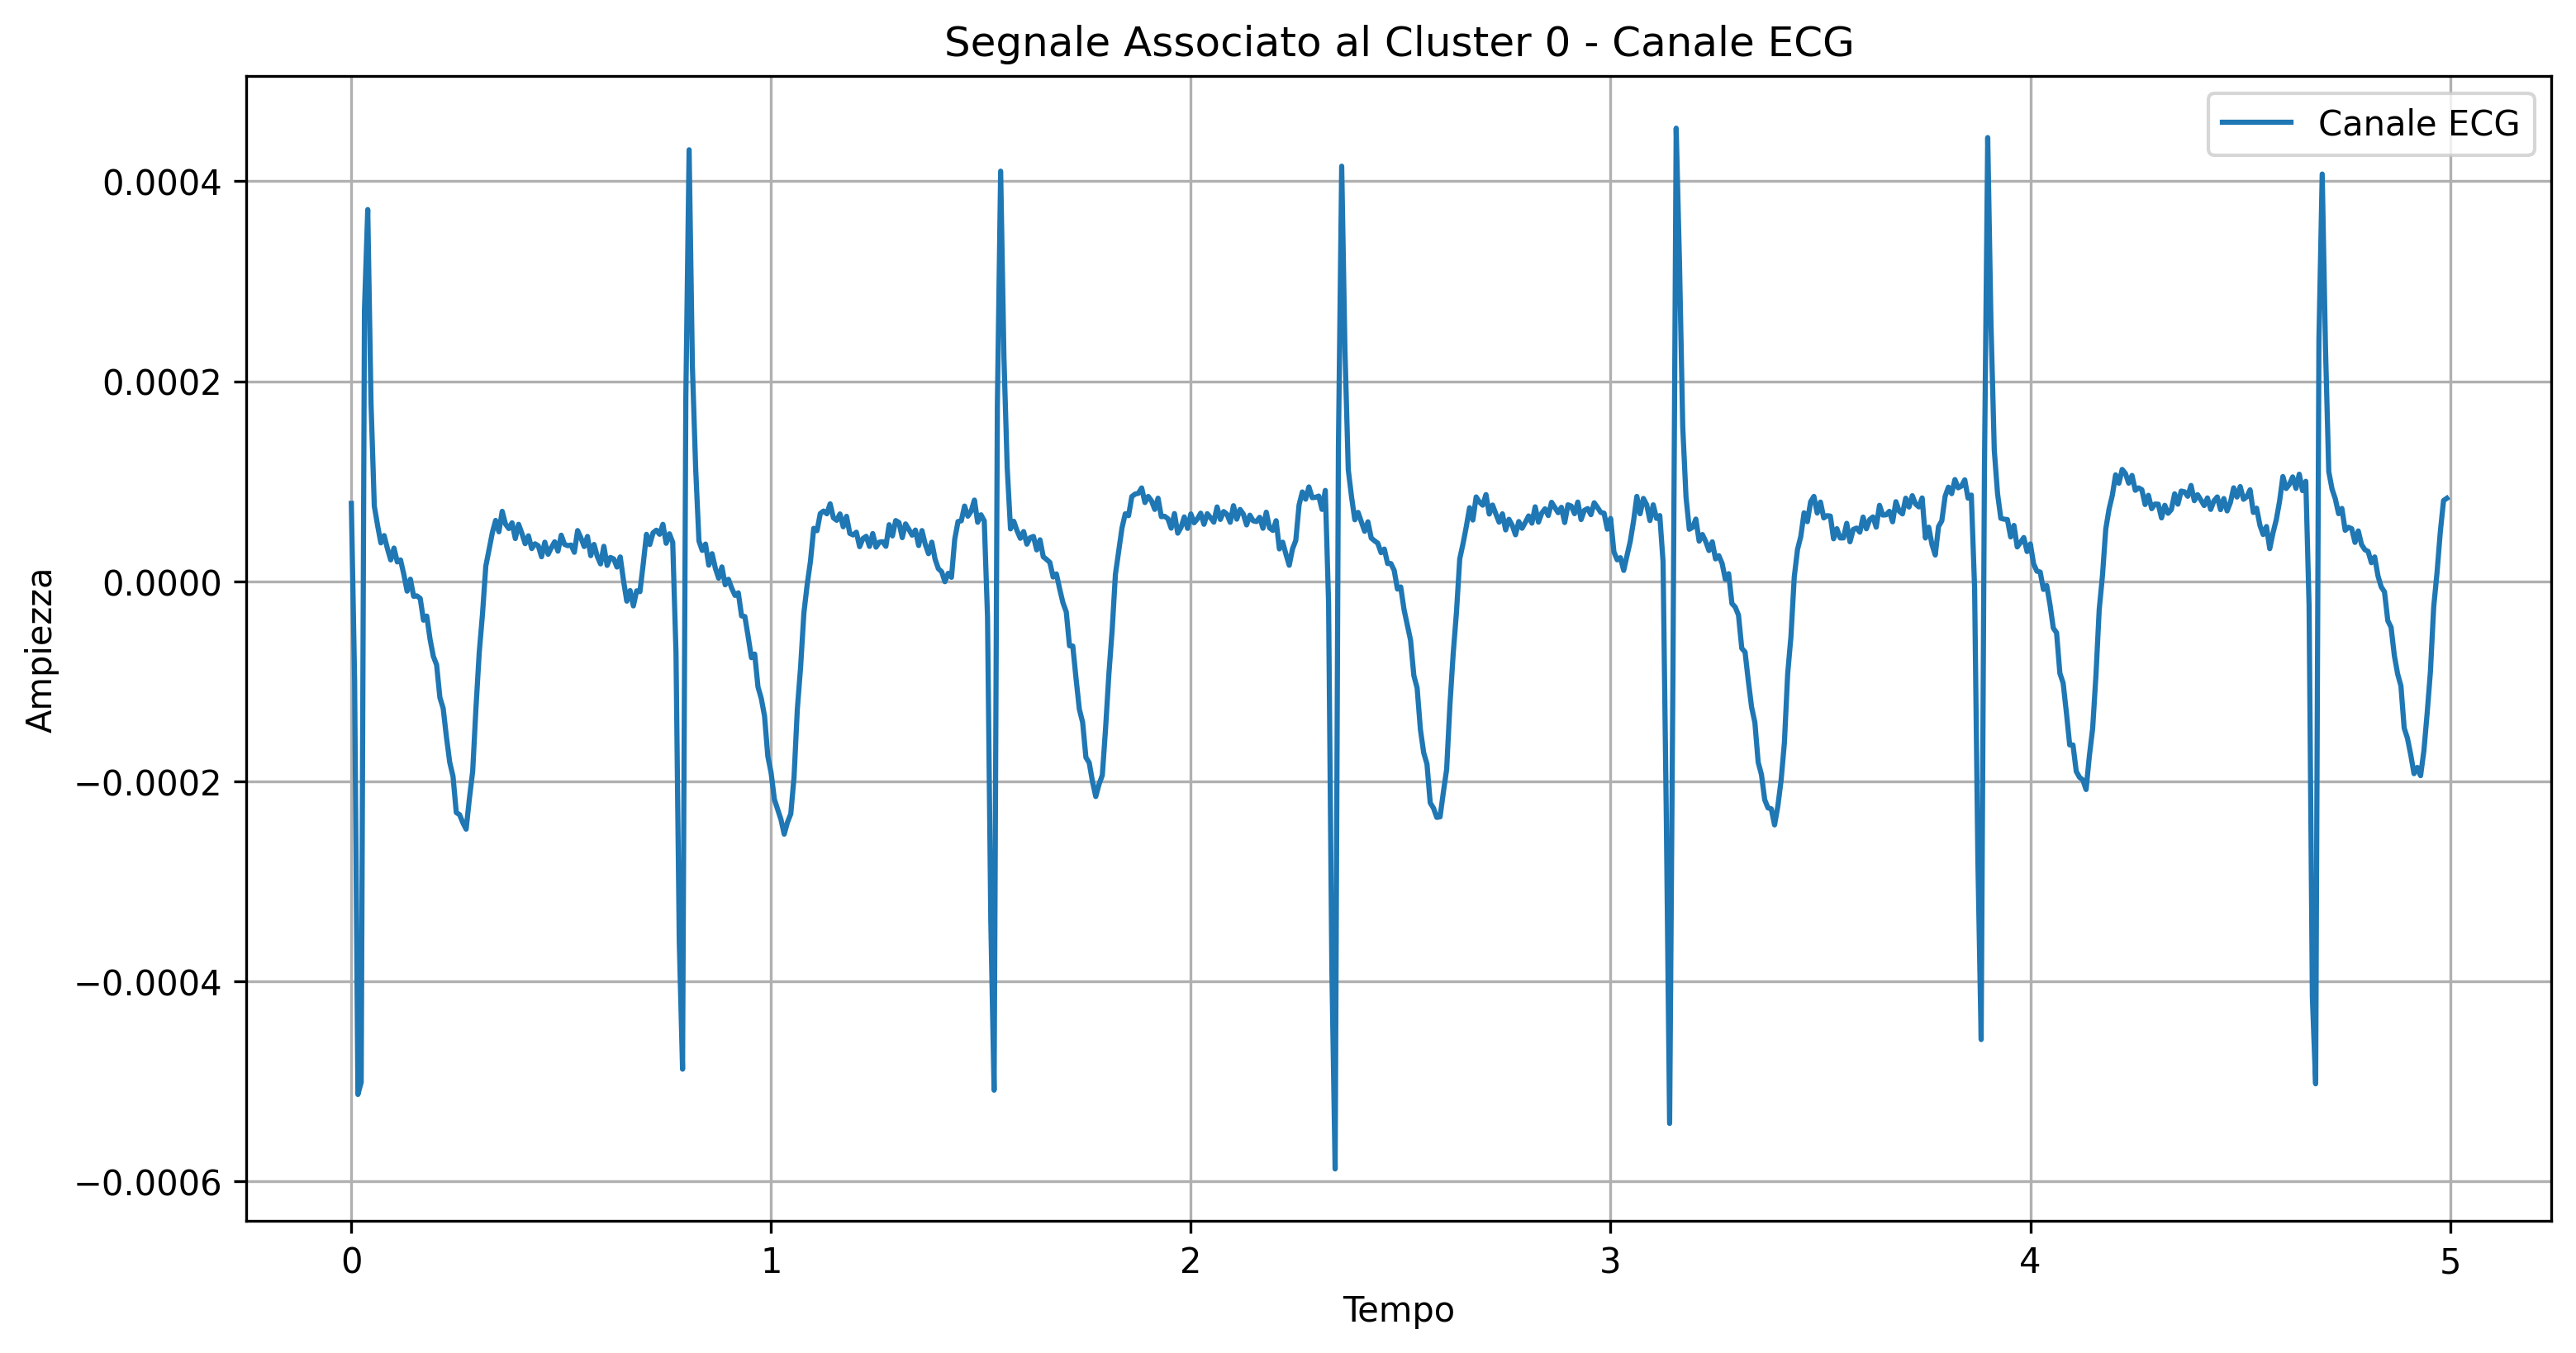 Segnale Associato al Cluster 0 - Canale ECG
Canale ECG
0.0004
0.0002
0.0000
−0.0002
−0.0004
−0.0006
Ampiezza
0 1 2 3 4 5
Tempo